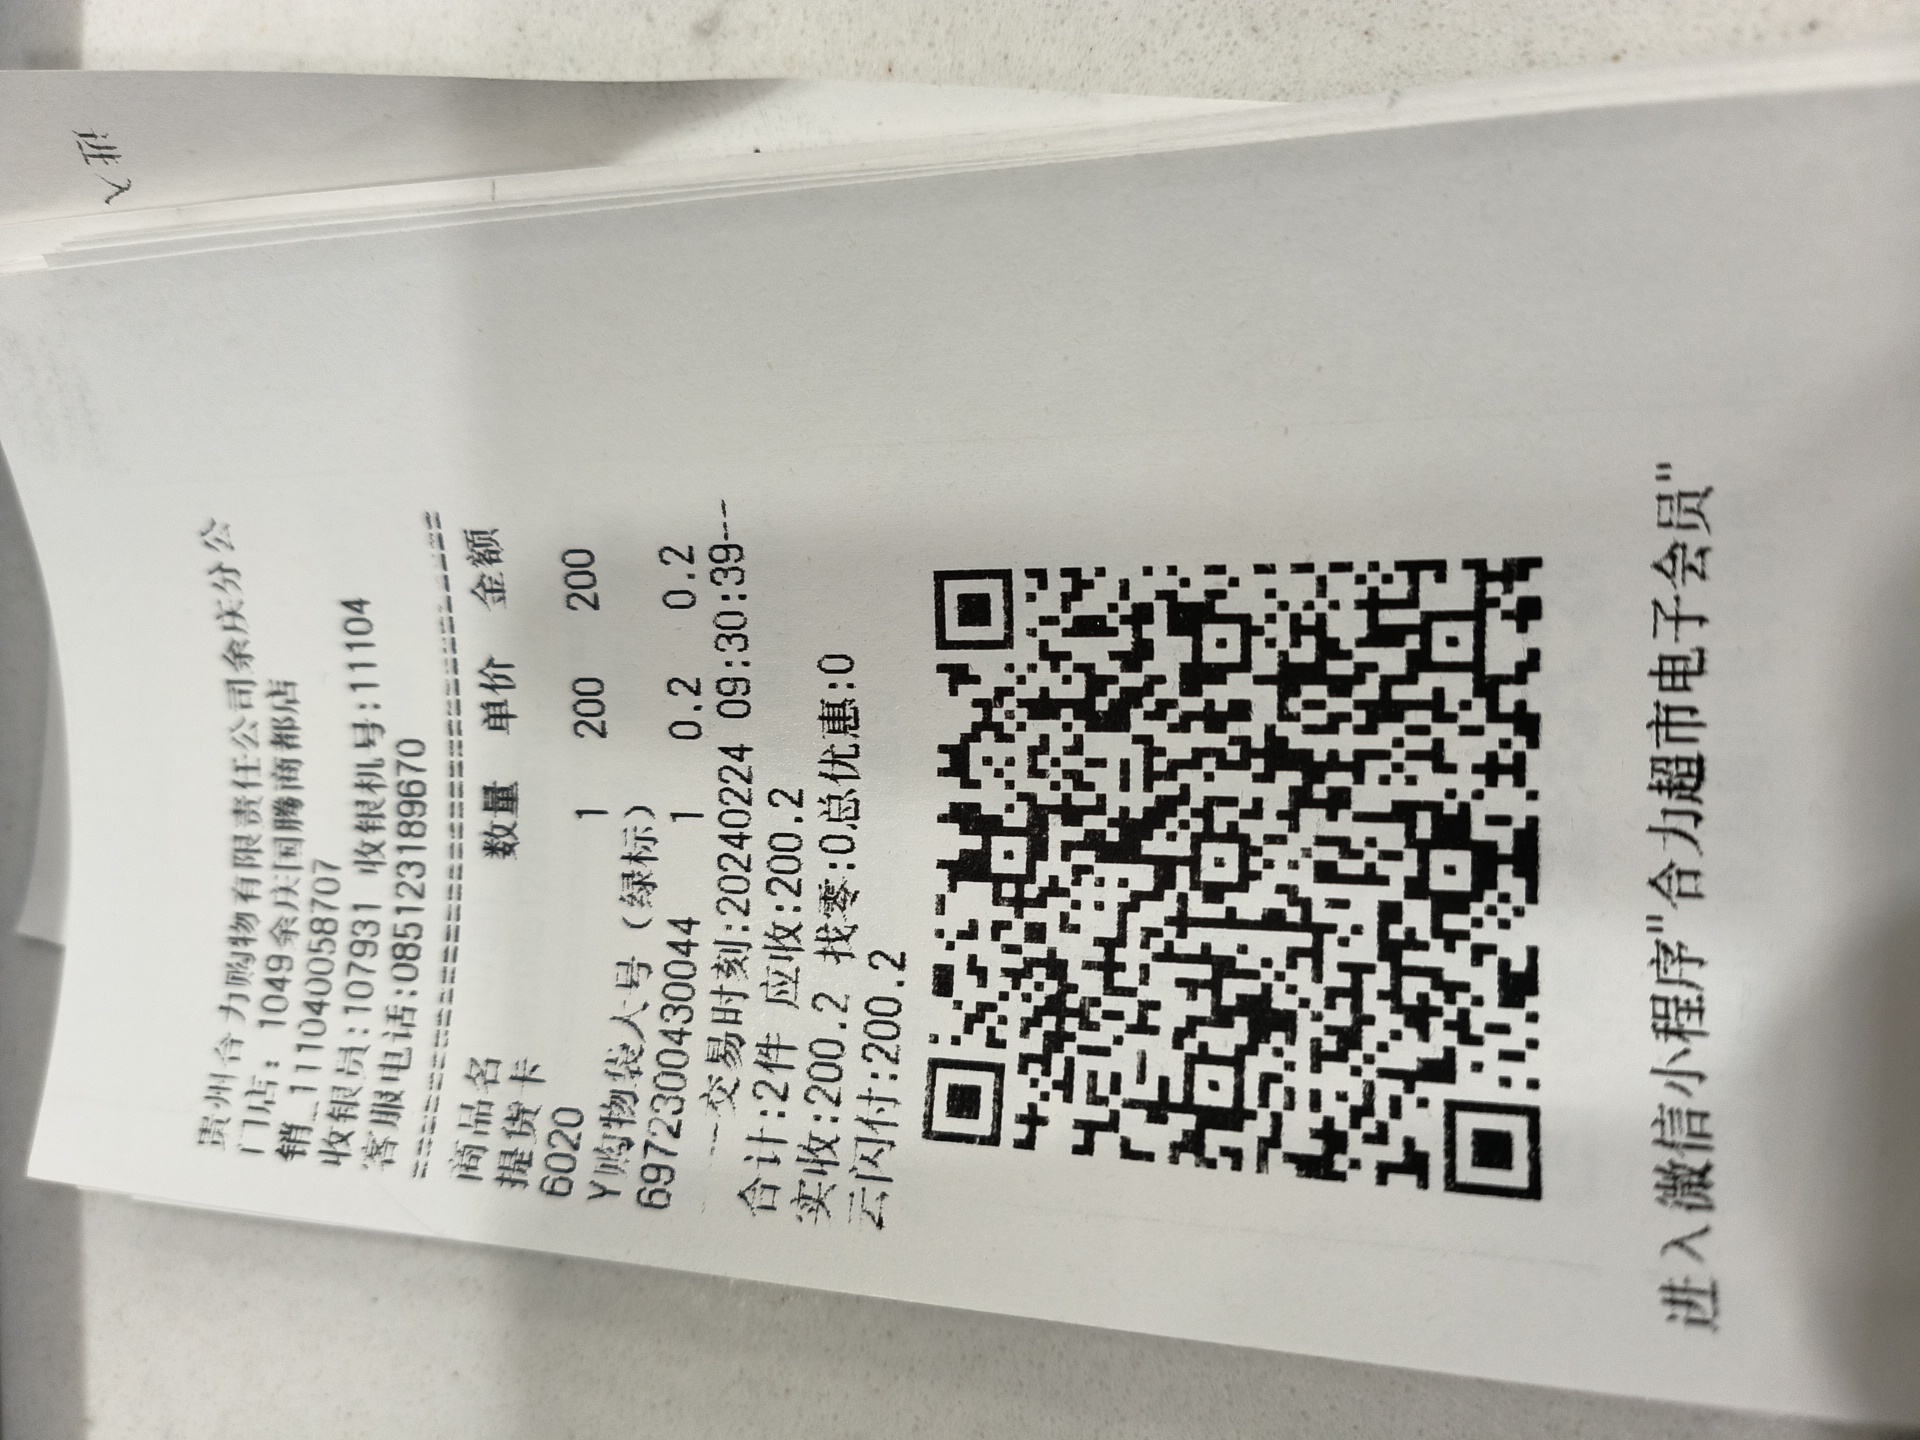 贵州合力购物有限责任公司余庆分公
门店: 1049余庆国腾商都店
销_1110400058707
收银员:107931 收银机号:11104
客服电话:085123189670
================================
商品名 数量 单价 金额
提货卡
6020 1 200 200
Y购物袋大号（绿标）
6972300430044 1 0.2 0.2
---交易时刻:20240224 09:30:39---
合计:2件 应收:200.2
实收:200.2 找零:0总优惠:0
云闪付:200.2
进入微信小程序"合力超市电子会员"
进入